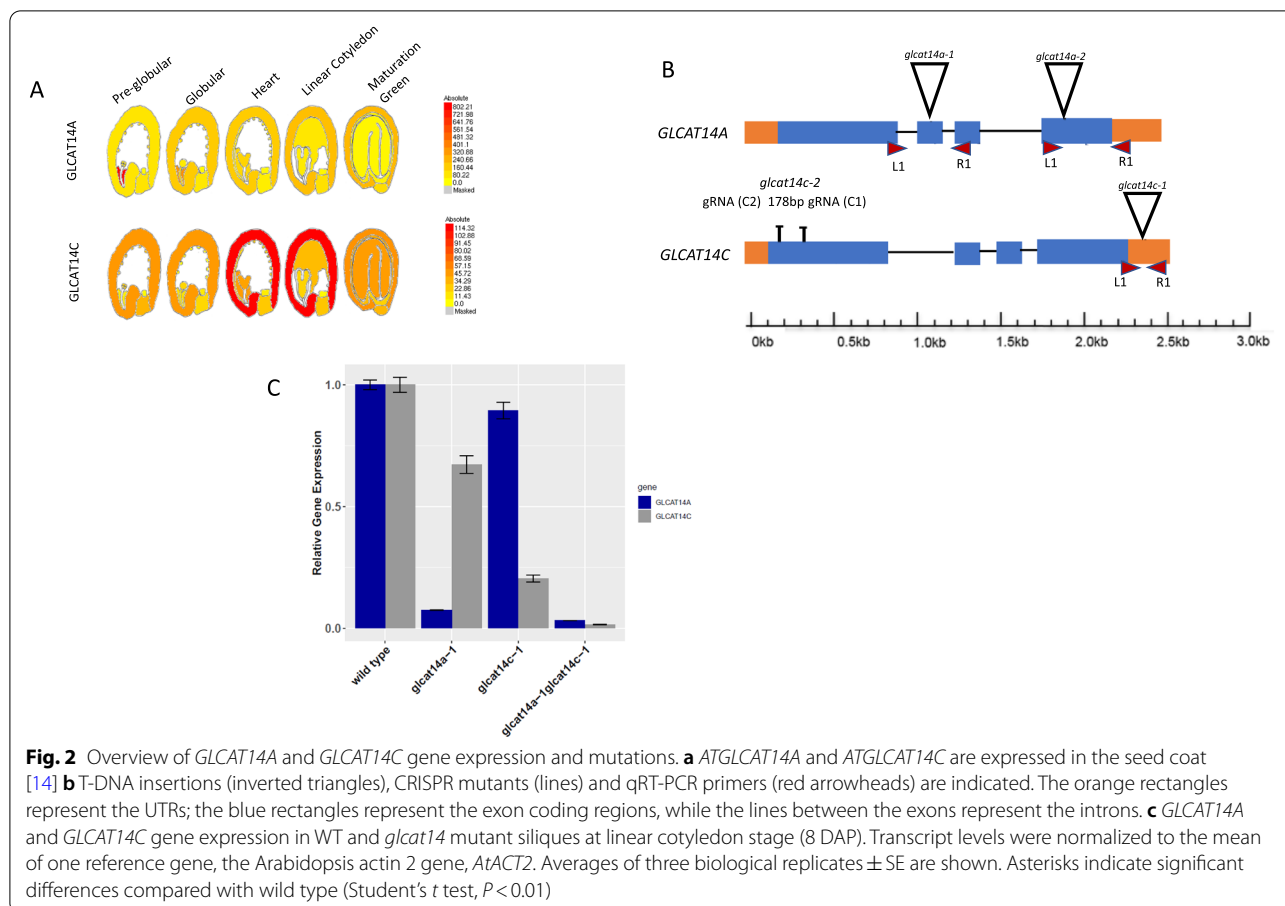 A
Pre-globular
Globular
Heart
Linear Cotyledon
Maturation
Green
GLCAT14A
Absolute
802.21
721.98
641.76
561.54
481.32
401.1
320.88
240.66
160.44
80.22
0.0
Masked
GLCAT14C
Absolute
114.32
102.88
91.45
80.02
68.59
57.15
45.72
34.29
22.86
11.43
0.0
Masked
B
glcat14a-1
glcat14a-2
GLCAT14A
L1
R1
L1
R1
glcat14c-2
gRNA (C2) 178bp gRNA (C1)
glcat14c-1
GLCAT14C
L1
R1
0kb 0.5kb 1.0kb 1.5kb 2.0kb 2.5kb 3.0kb
C
Relative Gene Expression
1.0
0.5
0.0
wild type
glcat14a-1
glcat14c-1
glcat14a-1glcat14c-1
gene
GLCAT14A
GLCAT14C
Fig. 2 Overview of GLCAT14A and GLCAT14C gene expression and mutations. a ATGLCAT14A and ATGLCAT14C are expressed in the seed coat
[14] b T-DNA insertions (inverted triangles), CRISPR mutants (lines) and qRT-PCR primers (red arrowheads) are indicated. The orange rectangles
represent the UTRs; the blue rectangles represent the exon coding regions, while the lines between the exons represent the introns. c GLCAT14A
and GLCAT14C gene expression in WT and glcat14 mutant siliques at linear cotyledon stage (8 DAP). Transcript levels were normalized to the mean
of one reference gene, the Arabidopsis actin 2 gene, AtACT2. Averages of three biological replicates ± SE are shown. Asterisks indicate significant
differences compared with wild type (Student's t test, P < 0.01)